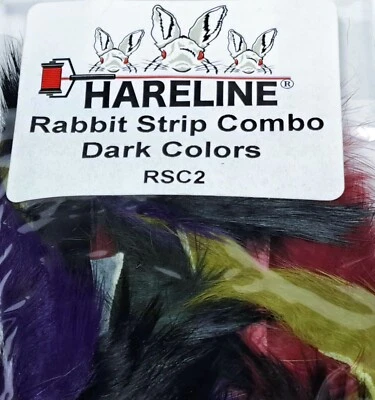 HARELINE®
Rabbit Strip Combo
Dark Colors
RSC2